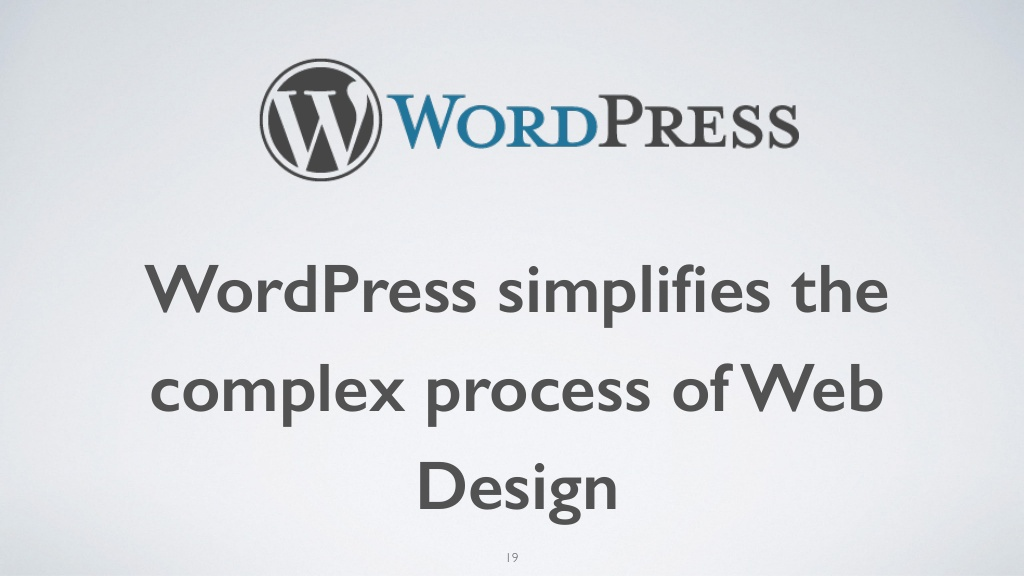 WORDPRESS
WordPress simplifies the
complex process of Web
Design
19